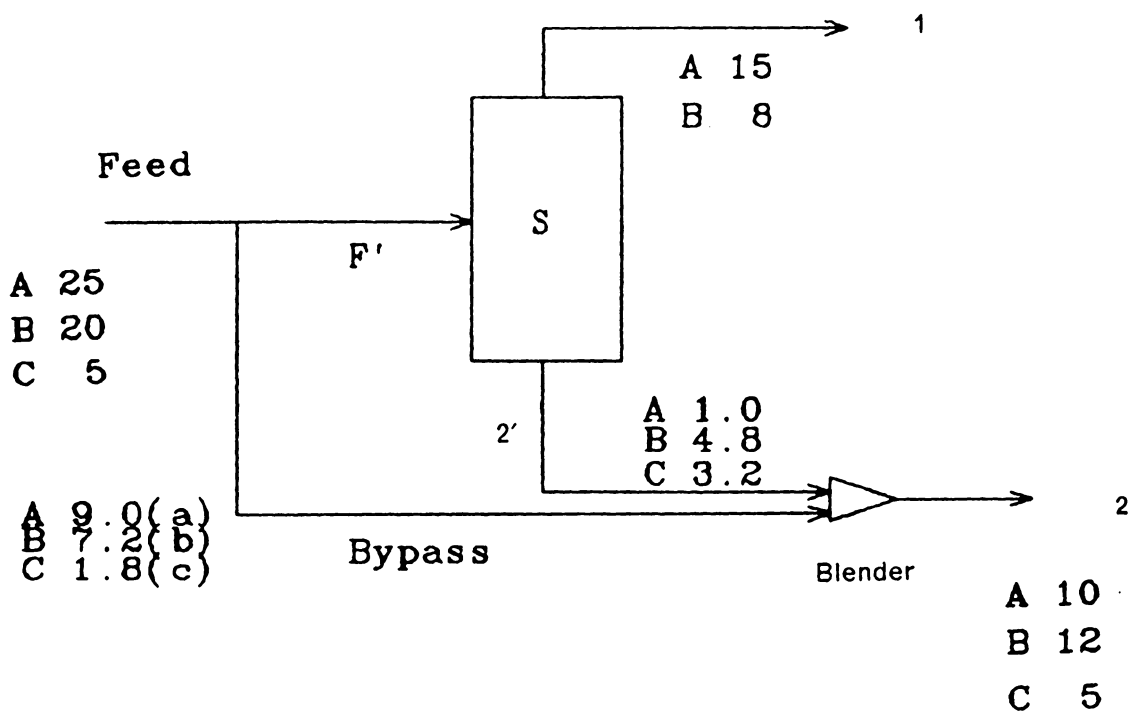 1
A 15
B 8
Feed
S
F'
A 25
B 20
C 5
A 1.0
B 4.8
C 3.2
2'
2
A 9.0(a)
B 7.2(b)
C 1.8(c)
Bypass
Blender
A 10
B 12
C 5